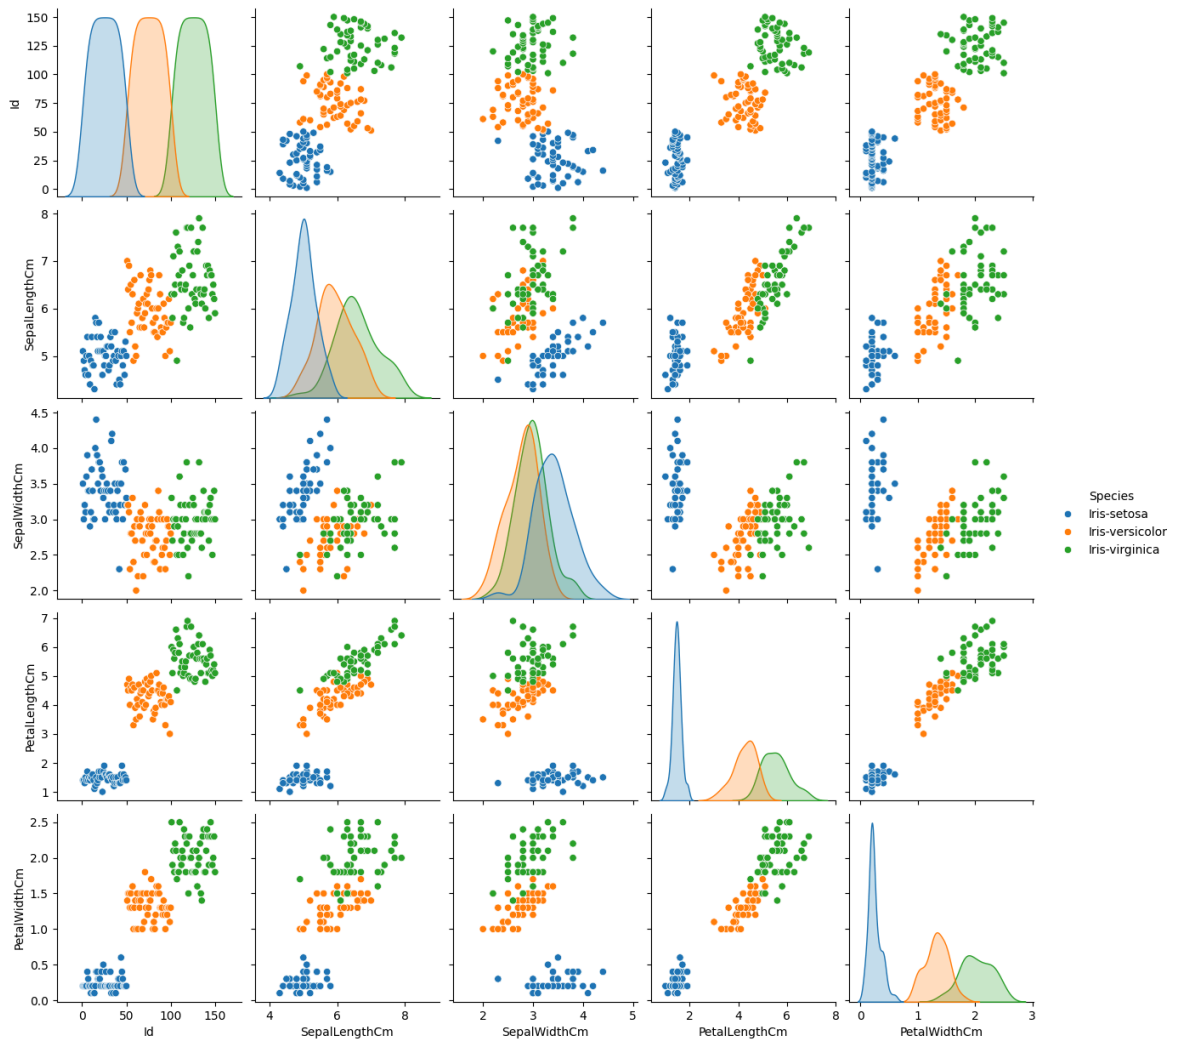 150
125
100
75
50
25
0
Id
8
7
6
5
SepalLengthCm
4.5
4.0
3.5
3.0
2.5
2.0
SepalWidthCm
Species
Iris-setosa
Iris-versicolor
Iris-virginica
7
6
5
4
3
2
1
PetalLengthCm
2.5
2.0
1.5
1.0
0.5
0.0
PetalWidthCm
0 50 100 150
Id
4 6 8
SepalLengthCm
2 3 4 5
SepalWidthCm
2 4 6 8
PetalLengthCm
0 1 2 3
PetalWidthCm